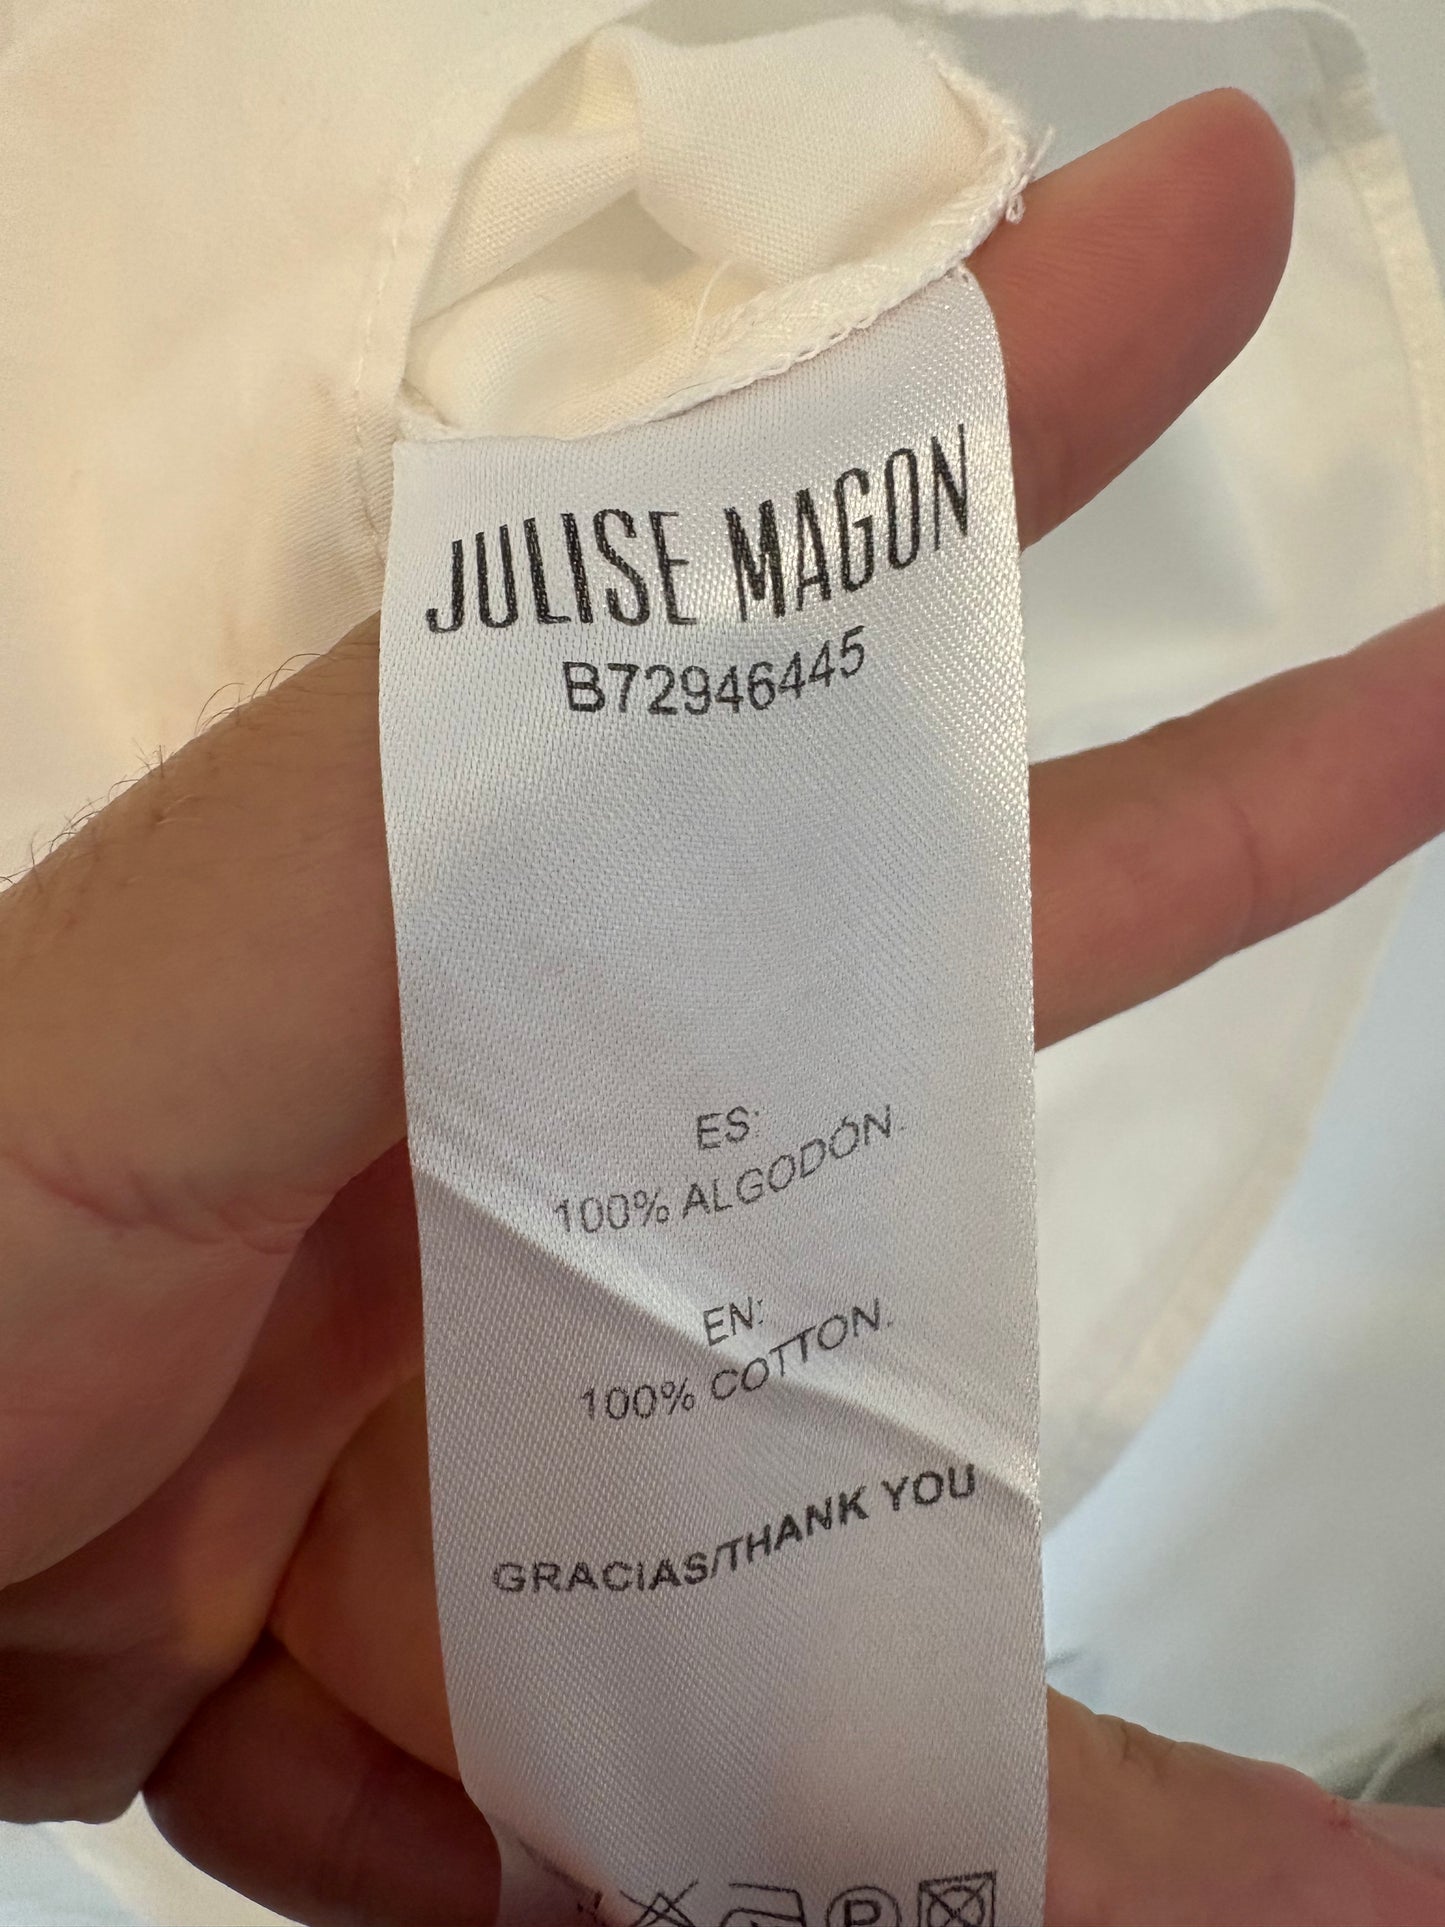 JULISE MAGON
B72946445
ES:
100% ALGODÓN.
EN:
100% COTTON.
GRACIAS/THANK YOU
P